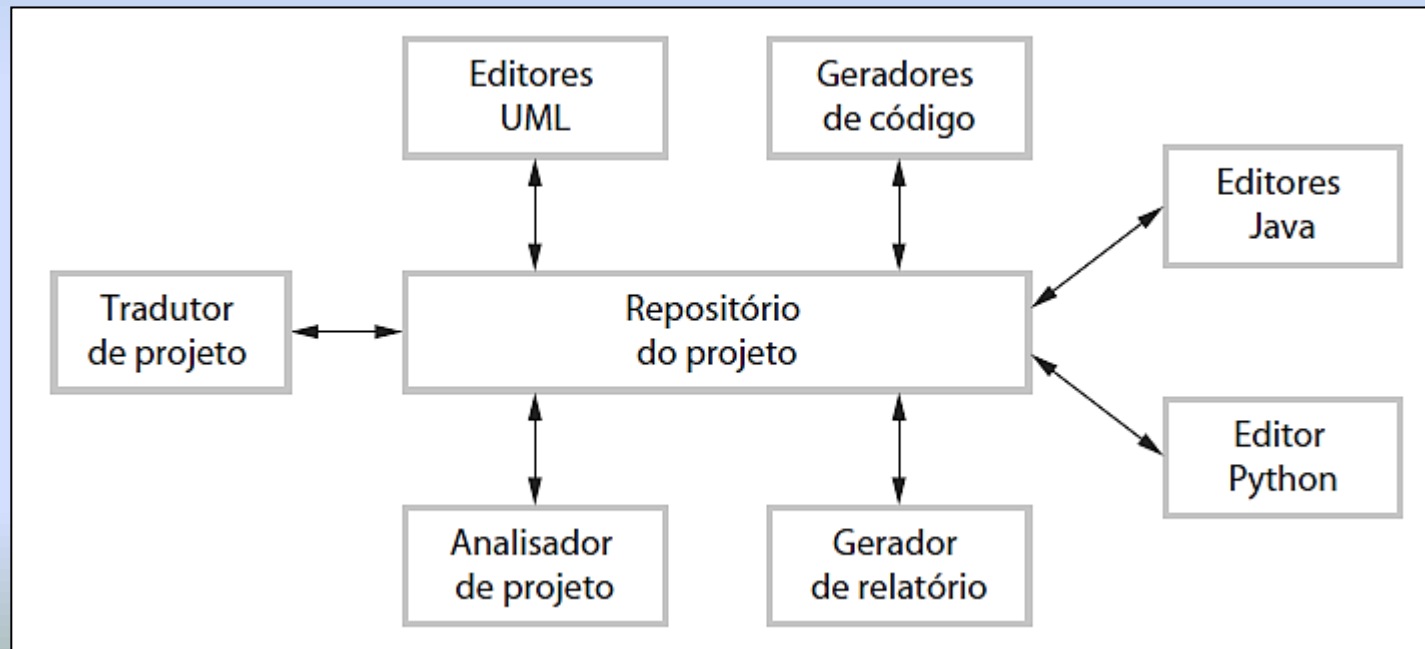 Editores
UML
Geradores
de código
Editores
Java
Tradutor
de projeto
Repositório
do projeto
Editor
Python
Analisador
de projeto
Gerador
de relatório